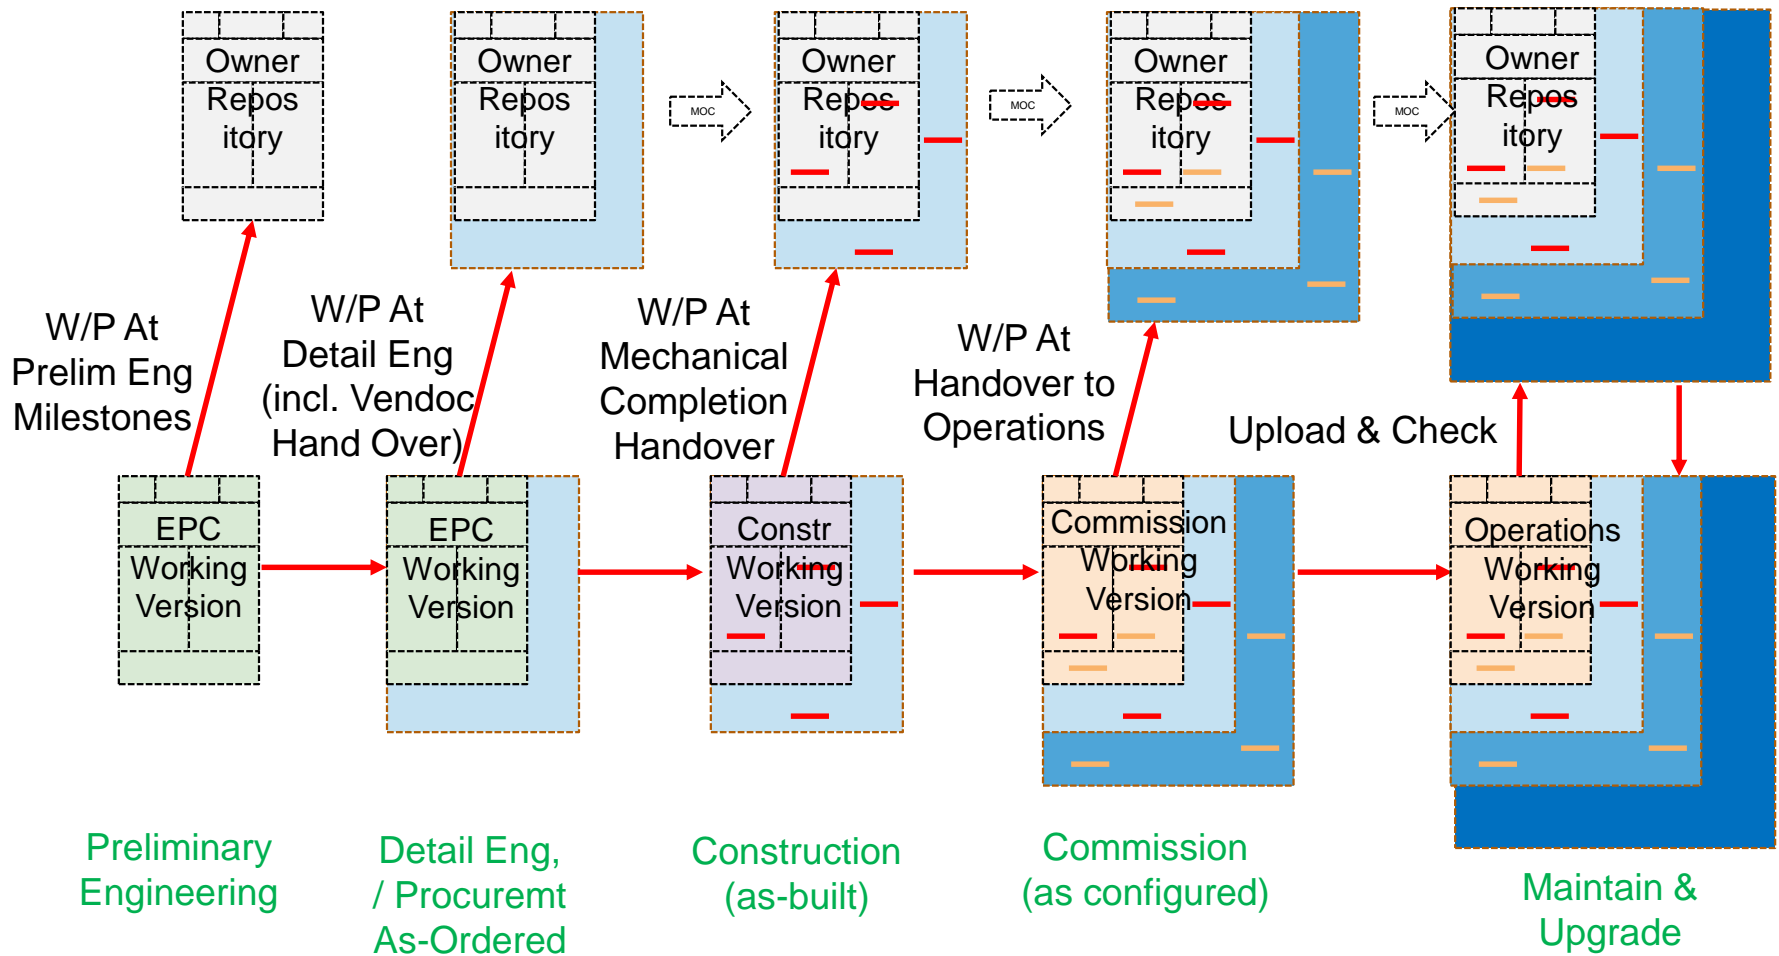 Owner
Repos
itory
Owner
Repos
itory
MOC
Owner
Repos
itory
MOC
Owner
Repos
itory
MOC
Owner
Repos
itory
W/P At
Prelim Eng
Milestones
W/P At
Detail Eng
(incl. Vendoc
Hand Over)
W/P At
Mechanical
Completion
Handover
W/P At
Handover to
Operations
Upload & Check
EPC
Working
Version
EPC
Working
Version
Constr
Working
Version
Commission
Working
Version
Operations
Working
Version
Preliminary
Engineering
Detail Eng,
/ Procuremt
As-Ordered
Construction
(as-built)
Commission
(as configured)
Maintain &
Upgrade